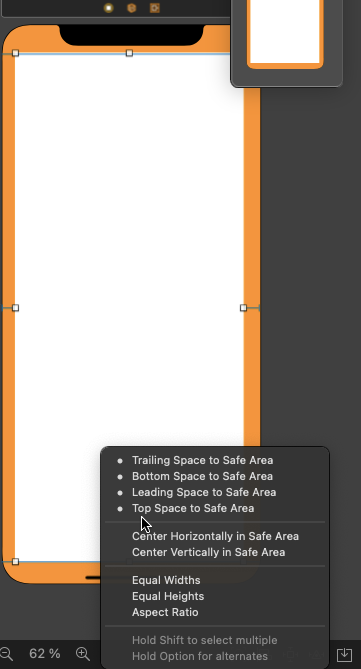 Trailing Space to Safe Area
Bottom Space to Safe Area
Leading Space to Safe Area
Top Space to Safe Area
Center Horizontally in Safe Area
Center Vertically in Safe Area
Equal Widths
Equal Heights
Aspect Ratio
Hold Shift to select multiple
62 %
Hold Option for alternates